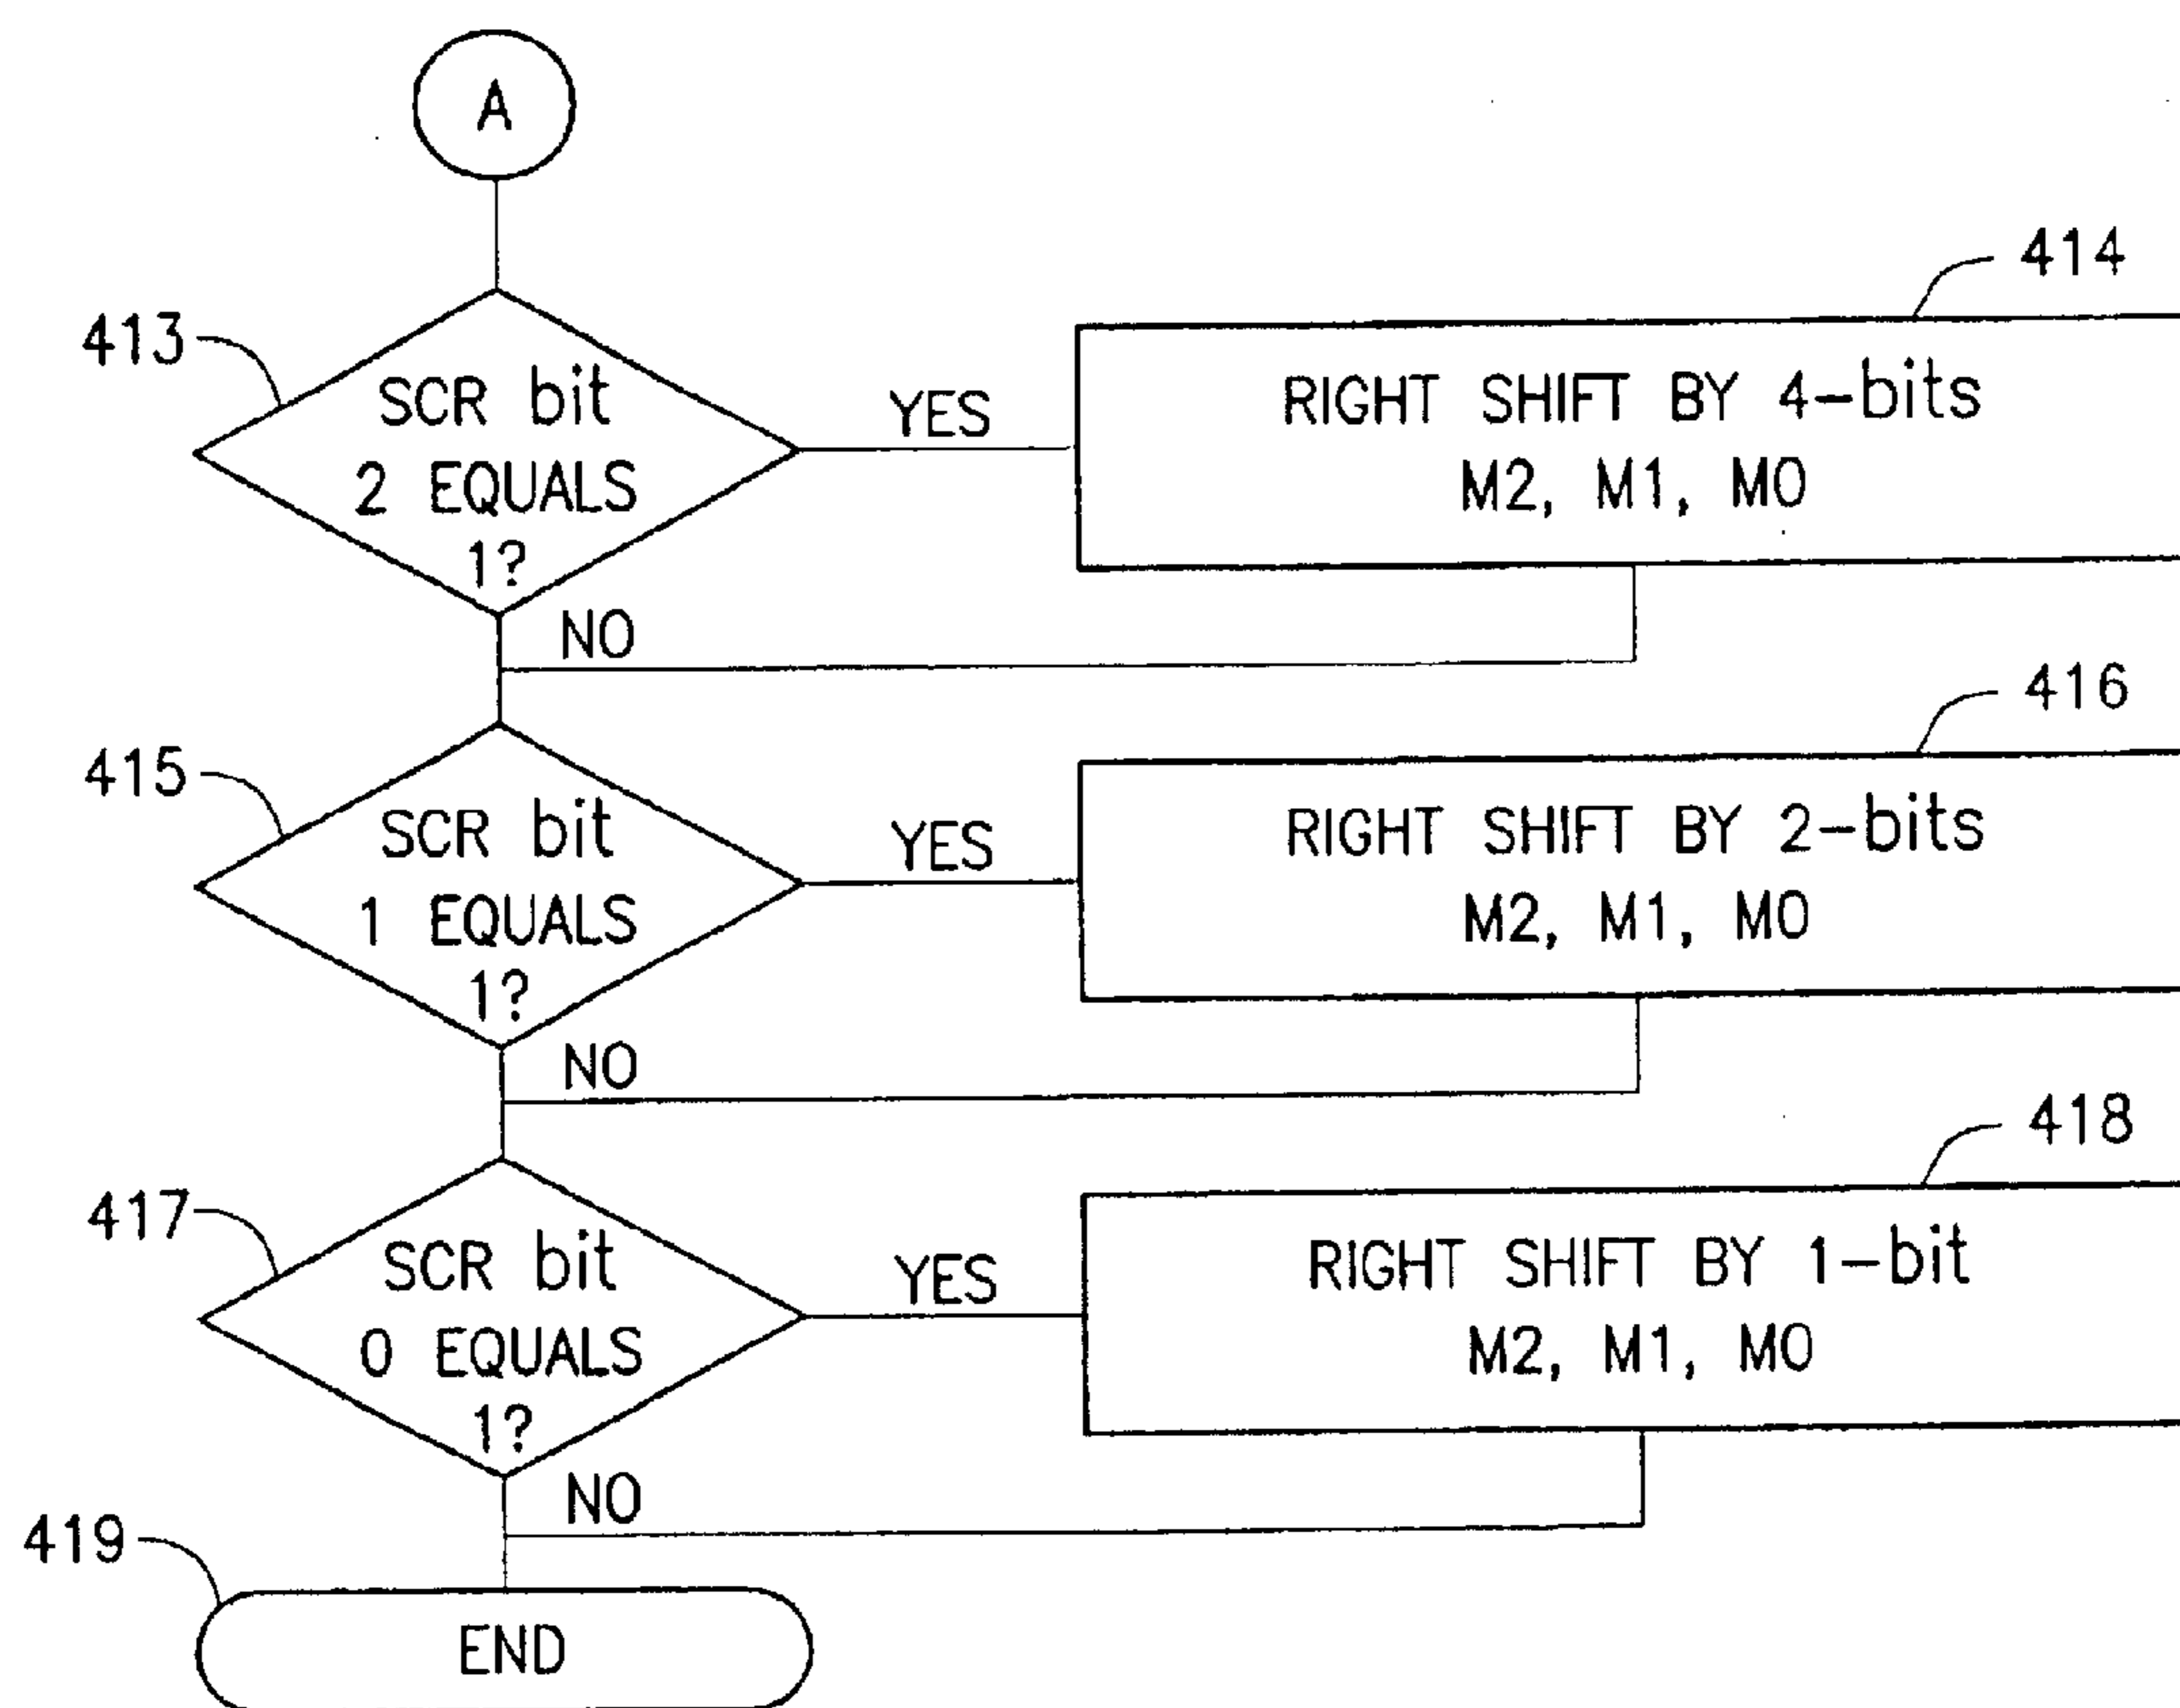 A
413
SCR bit
2 EQUALS
1?
YES
NO
414
RIGHT SHIFT BY 4-bits
M2, M1, M0
415
SCR bit
1 EQUALS
1?
YES
NO
416
RIGHT SHIFT BY 2-bits
M2, M1, M0
417
SCR bit
0 EQUALS
1?
YES
NO
418
RIGHT SHIFT BY 1-bit
M2, M1, M0
419
END